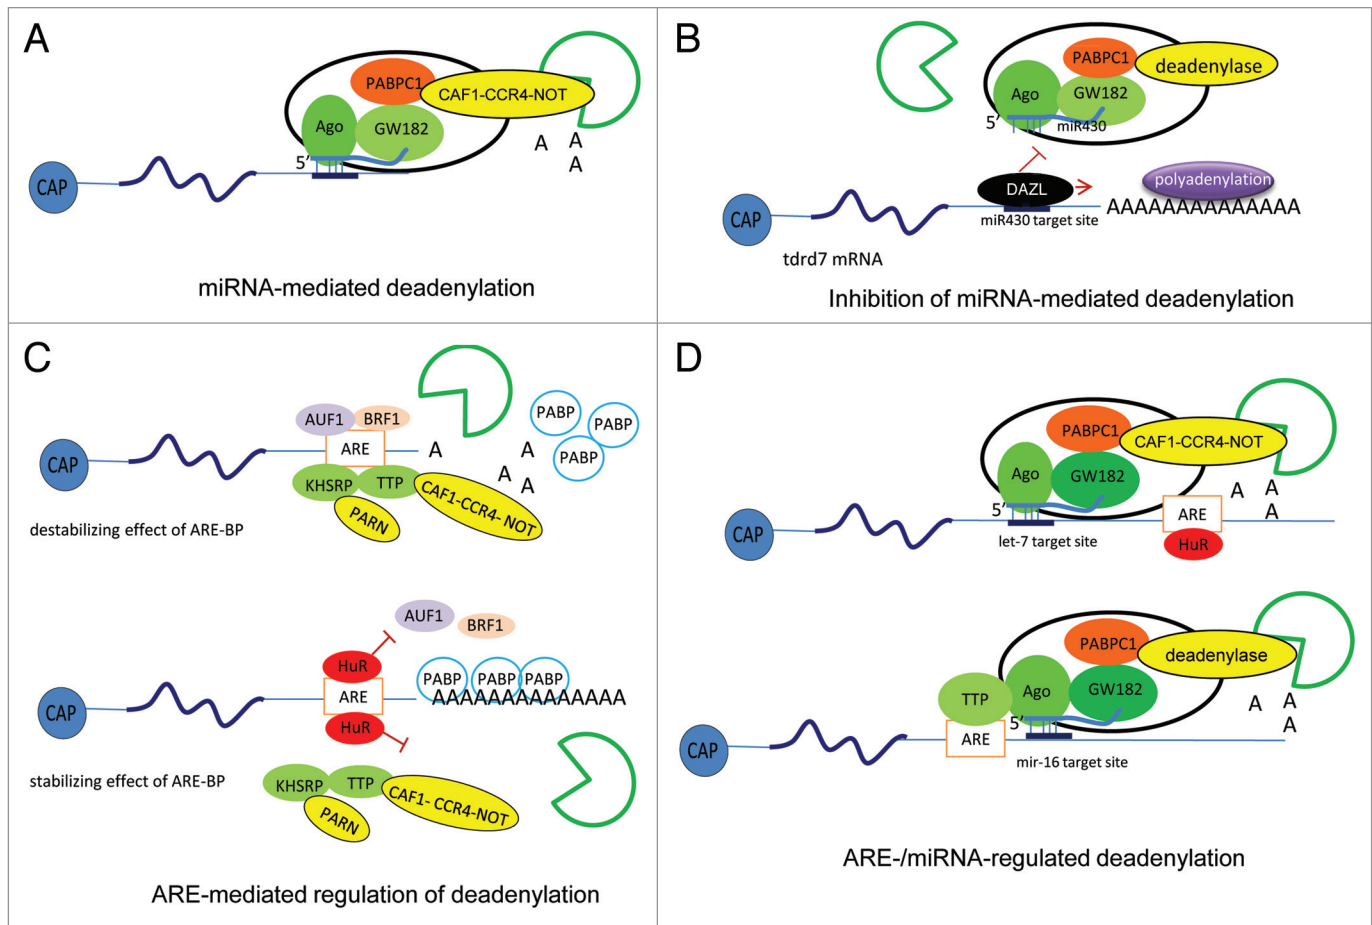 A
PABPC1
CAF1-CCR4-NOT
Ago
GW182
5'
A
A
A
CAP
miRNA-mediated deadenylation
B
PABPC1
deadenylase
Ago
GW182
5'
miR430
DAZL
polyadenylation
AAAAAAAAAAAAAA
CAP
miR430 target site
tdrd7 mRNA
Inhibition of miRNA-mediated deadenylation
C
PABP
PABP
PABP
AUF1
BRF1
ARE
A
A
A
A
CAP
KHSRP
TTP
CAF1-CCR4- NOT
PARN
destabilizing effect of ARE-BP
AUF1
BRF1
HuR
PABP
PABP
PABP
ARE
AAAAAAAAAAAAAA
CAP
HuR
stabilizing effect of ARE-BP
KHSRP
TTP
CAF1- CCR4-NOT
PARN
ARE-mediated regulation of deadenylation
D
PABPC1
CAF1-CCR4-NOT
Ago
GW182
5'
A
A
A
ARE
CAP
let-7 target site
HuR
PABPC1
deadenylase
TTP
Ago
GW182
5'
A
A
A
ARE
CAP
mir-16 target site
ARE-/miRNA-regulated deadenylation